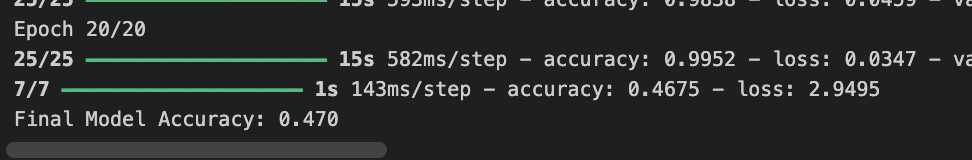 25/25 15s 593ms/step - accuracy: 0.9838 - loss: 0.0459 - va
Epoch 20/20
25/25 15s 582ms/step - accuracy: 0.9952 - loss: 0.0347 - va
7/7 1s 143ms/step - accuracy: 0.4675 - loss: 2.9495
Final Model Accuracy: 0.470